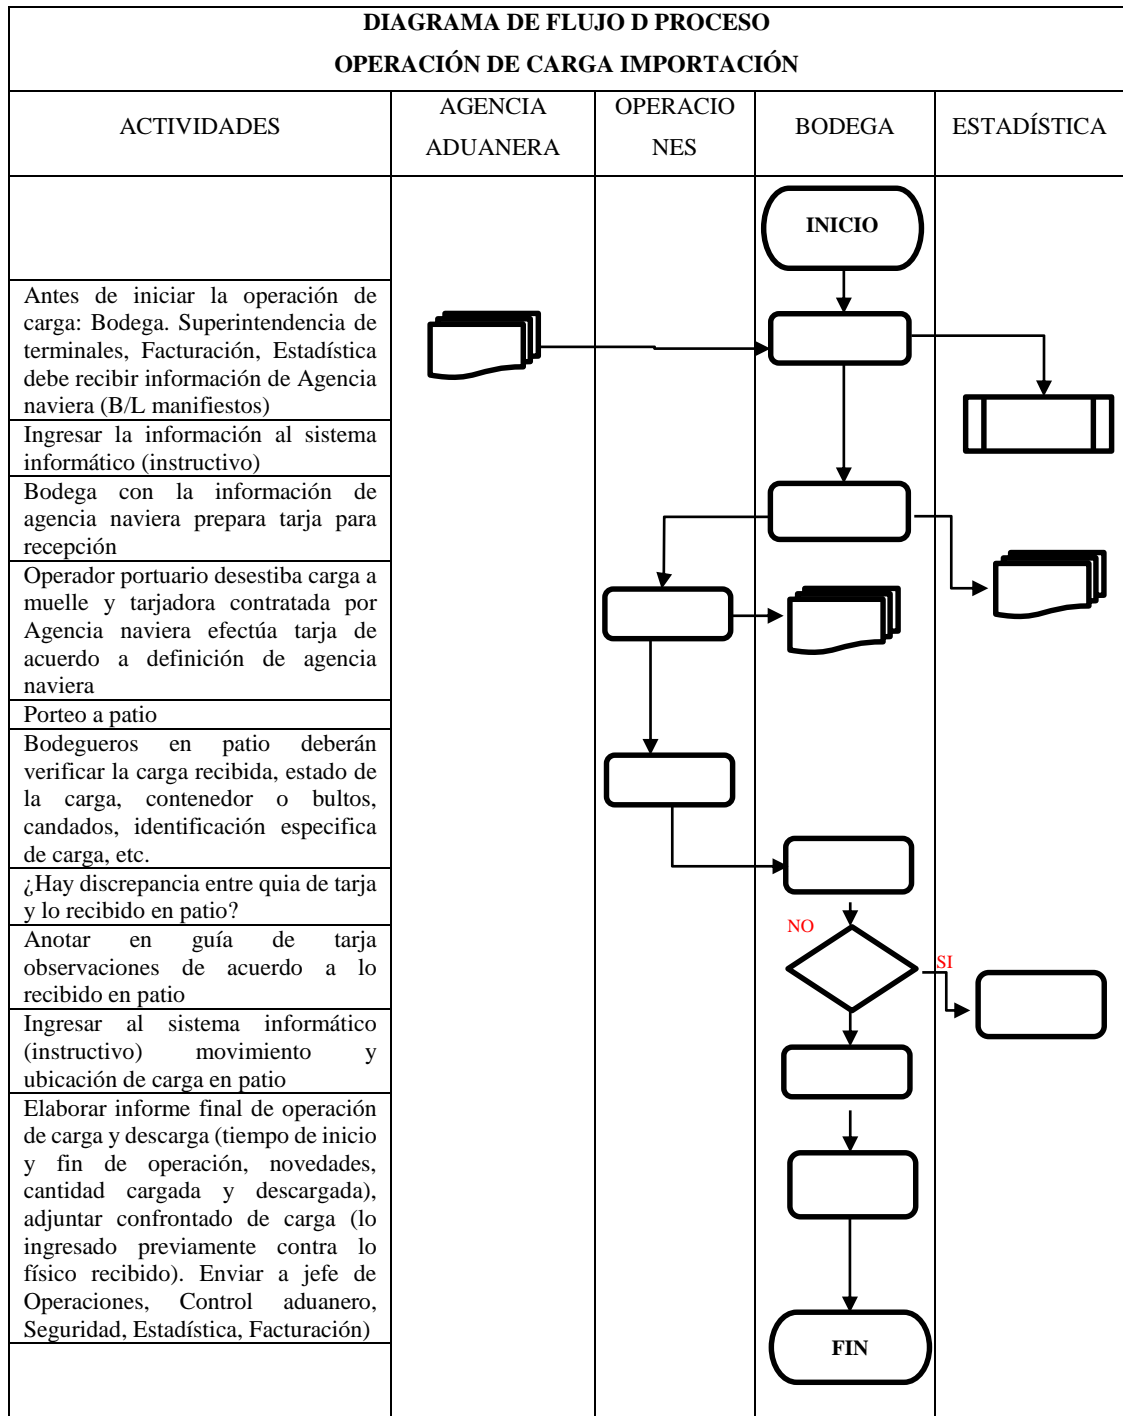 DIAGRAMA DE FLUJO D PROCESO
OPERACIÓN DE CARGA IMPORTACIÓN
ACTIVIDADES
AGENCIA
ADUANERA
OPERACIO
NES
BODEGA
ESTADÍSTICA
INICIO
Antes de iniciar la operación de
carga: Bodega. Superintendencia de
terminales, Facturación, Estadística
debe recibir información de Agencia
naviera (B/L manifiestos)
Ingresar la información al sistema
informático (instructivo)
Bodega con la información de
agencia naviera prepara tarja para
recepción
Operador portuario desestiba carga a
muelle y tarjadora contratada por
Agencia naviera efectúa tarja de
acuerdo a definición de agencia
naviera
Porteo a patio
Bodegueros en patio deberán
verificar la carga recibida, estado de
la carga, contenedor o bultos,
candados, identificación especifica
de carga, etc.
¿Hay discrepancia entre quia de tarja
y lo recibido en patio?
NO
SI
Anotar en guía de tarja
observaciones de acuerdo a lo
recibido en patio
Ingresar al sistema informático
(instructivo) movimiento y
ubicación de carga en patio
Elaborar informe final de operación
de carga y descarga (tiempo de inicio
y fin de operación, novedades,
cantidad cargada y descargada),
adjuntar confrontado de carga (lo
ingresado previamente contra lo
físico recibido). Enviar a jefe de
Operaciones, Control aduanero,
Seguridad, Estadística, Facturación)
FIN